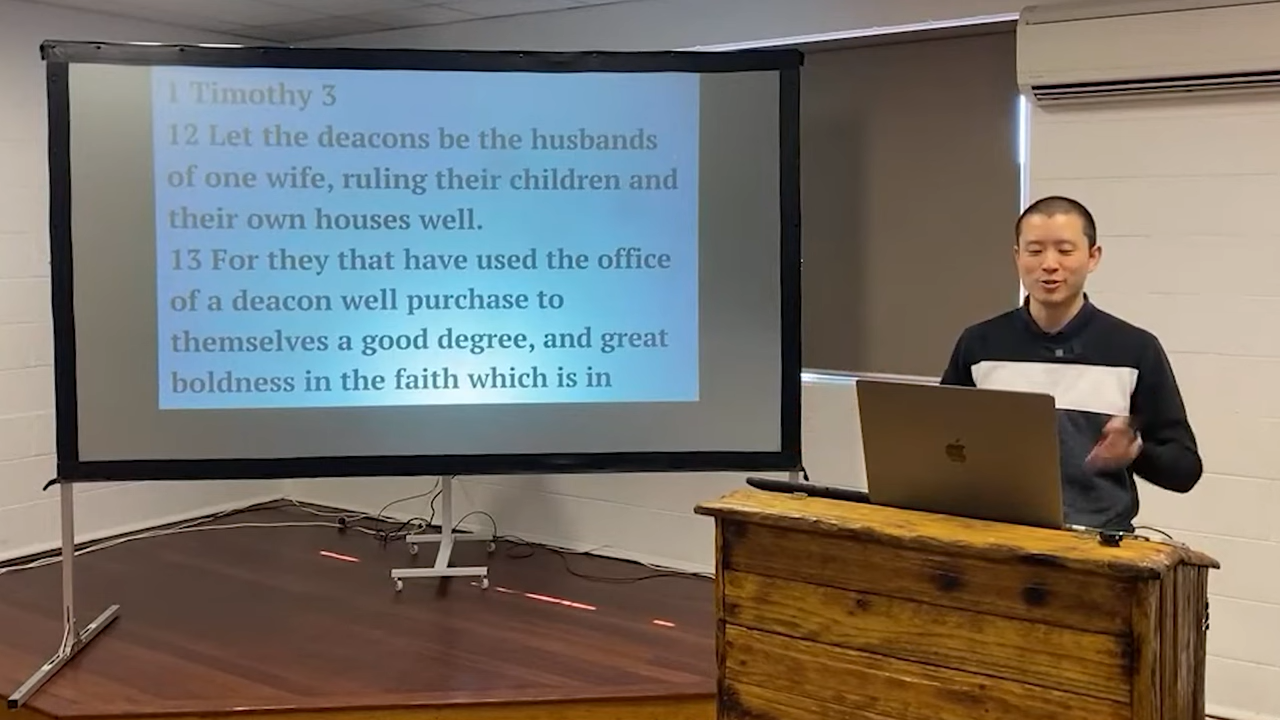 1 Timothy 3
12 Let the deacons be the husbands
of one wife, ruling their children and
their own houses well.
13 For they that have used the office
of a deacon well purchase to
themselves a good degree, and great
boldness in the faith which is in